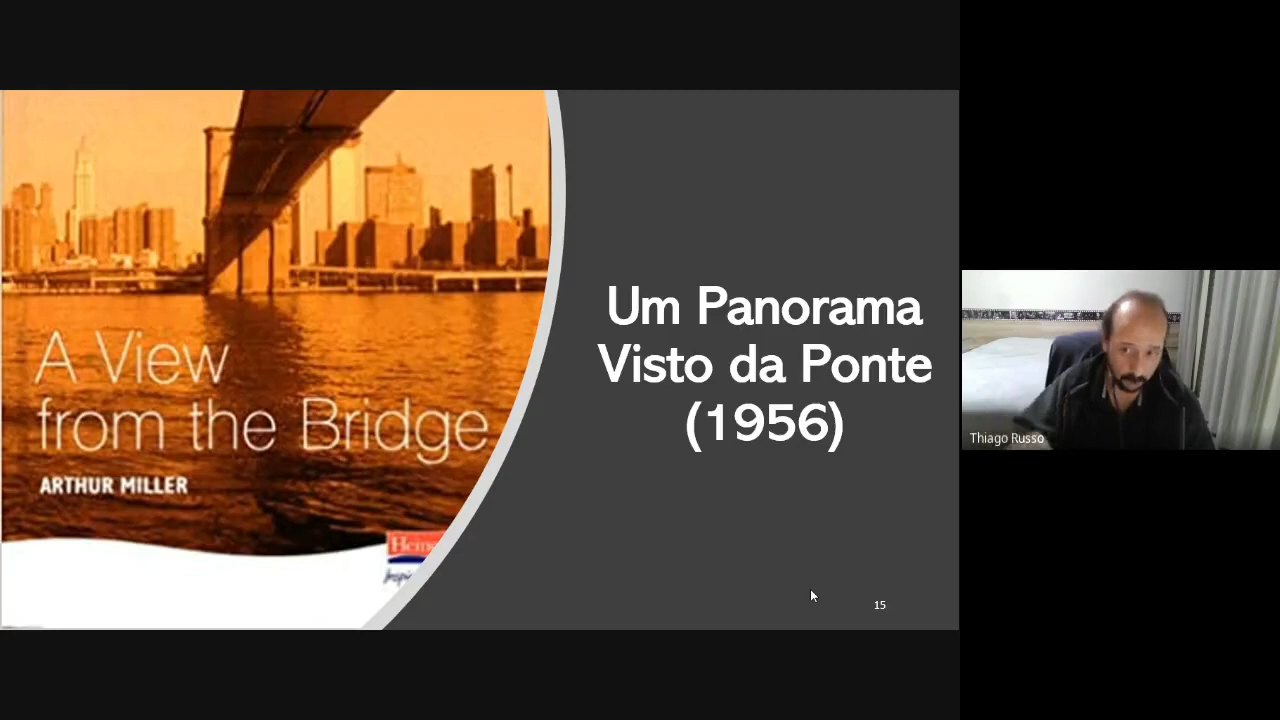 A View
from the Bridge
ARTHUR MILLER
Um Panorama
Visto da Ponte
(1956)
15
Thiago Russo